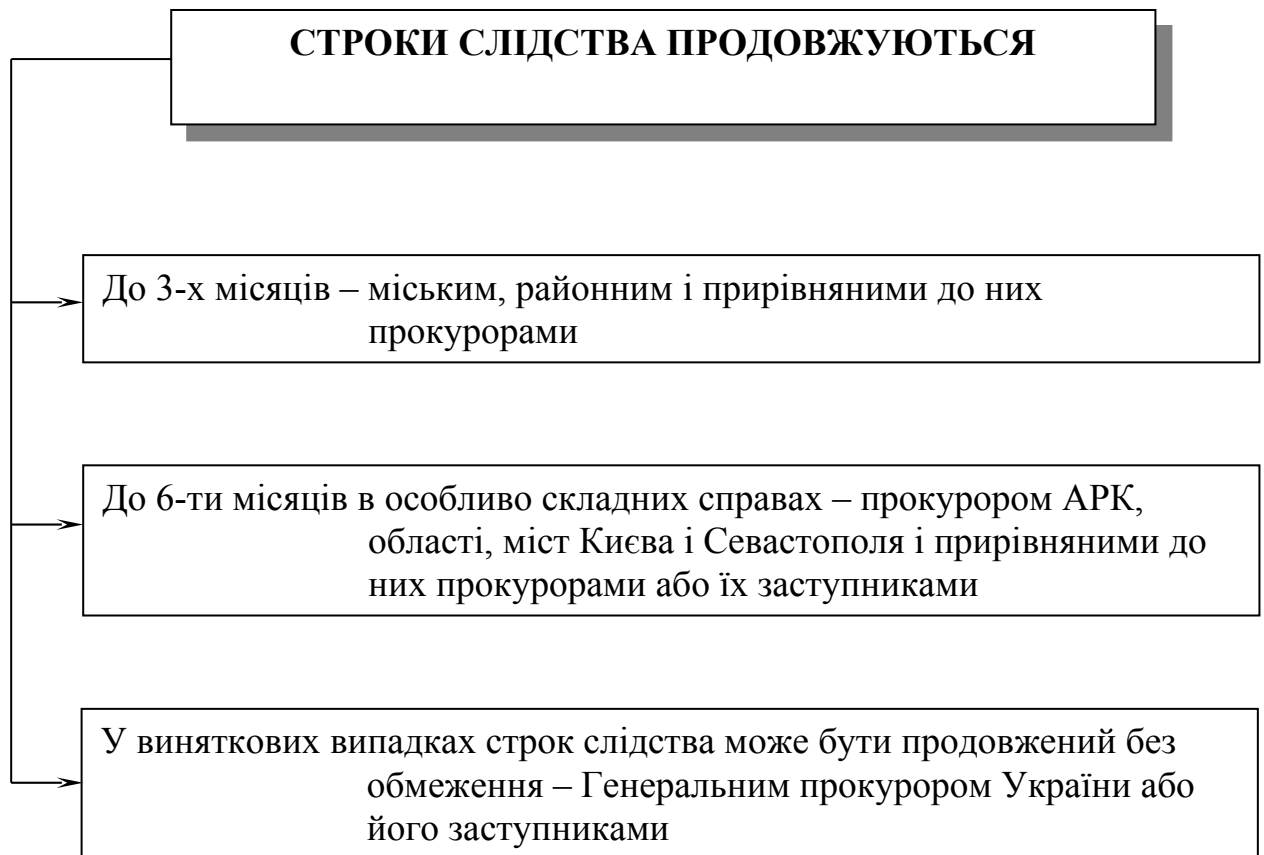 СТРОКИ СЛІДСТВА ПРОДОВЖУЮТЬСЯ
До 3-х місяців – міським, районним і прирівняними до них
прокурорами
До 6-ти місяців в особливо складних справах – прокурором АРК,
області, міст Києва і Севастополя і прирівняними до
них прокурорами або їх заступниками
У виняткових випадках строк слідства може бути продовжений без
обмеження – Генеральним прокурором України або
його заступниками